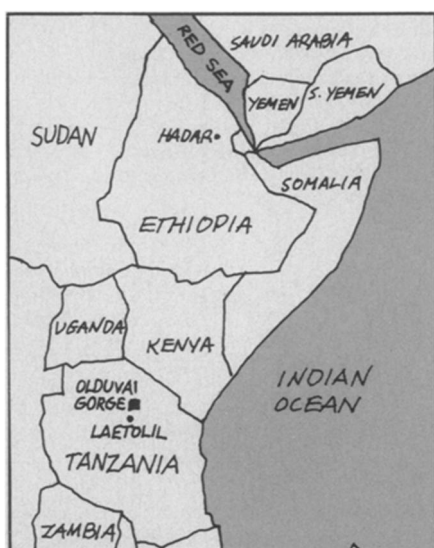 RED SEA
SAUDI ARABIA
YEMEN
S. YEMEN
SUDAN
HADAR
SOMALIA
ETHIOPIA
UGANDA
KENYA
OLDUVAI
GORGE
LAETOLIL
TANZANIA
INDIAN
OCEAN
ZAMBIA